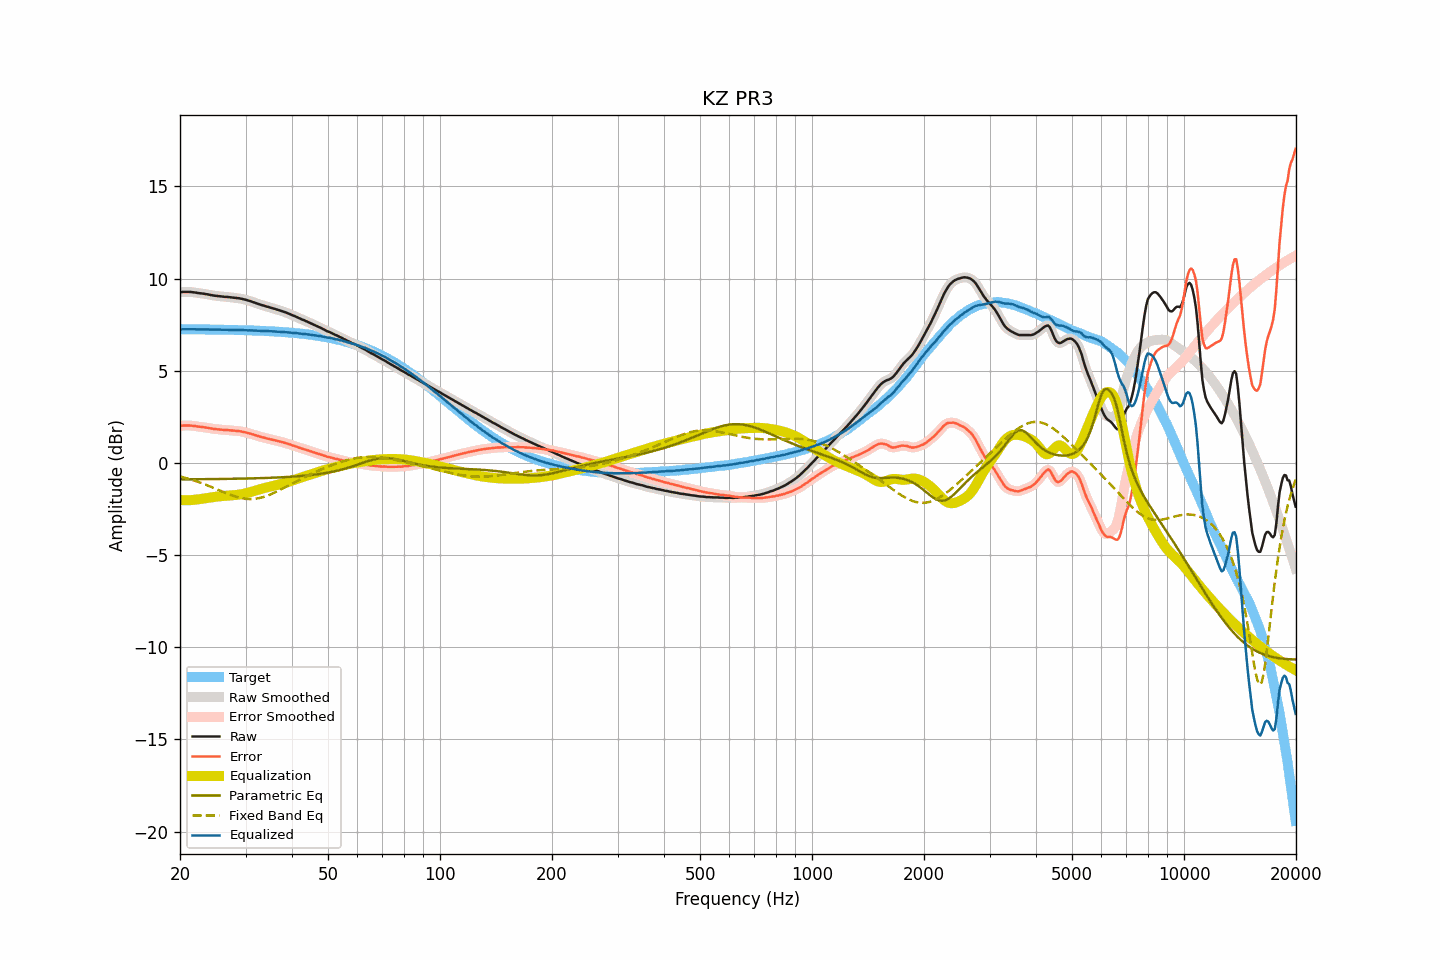 KZ PR3
Amplitude (dBr)
15
10
5
0
−5
−10
−15
−20
Target
Raw Smoothed
Error Smoothed
Raw
Error
Equalization
Parametric Eq
Fixed Band Eq
Equalized
20 50 100 200 500 1000 2000 5000 10000 20000
Frequency (Hz)